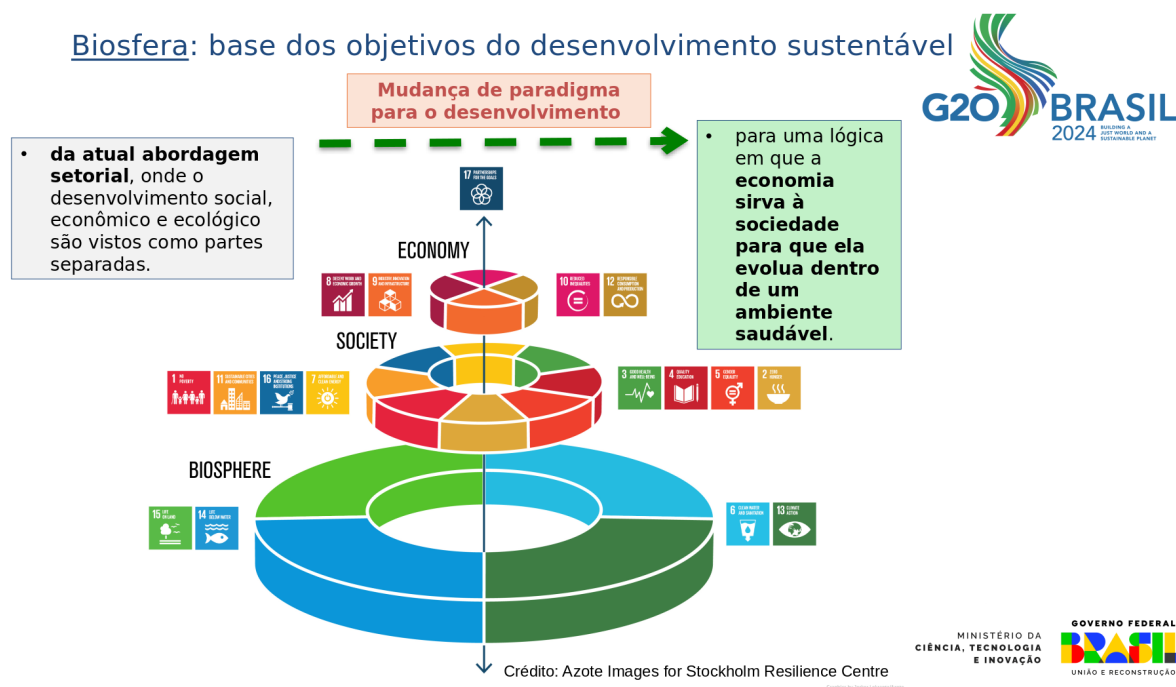 Biosfera: base dos objetivos do desenvolvimento sustentável
G20 BRASIL
2024 BUILDING A
JUST WORLD AND A
SUSTAINABLE PLANET
Mudança de paradigma
para o desenvolvimento
• da atual abordagem
setorial, onde o
desenvolvimento social,
econômico e ecológico
são vistos como partes
separadas.
• para uma lógica
em que a
economia
sirva à
sociedade
para que ela
evolua dentro
de um
ambiente
saudável.
17 PARTNERSHIPS
FOR THE GOALS
ECONOMY
8 DECENT WORK AND
ECONOMIC GROWTH
9 INDUSTRY, INNOVATION
AND INFRASTRUCTURE
10 REDUCED
INEQUALITIES
12 RESPONSIBLE
CONSUMPTION
AND PRODUCTION
SOCIETY
1 NO
POVERTY
11 SUSTAINABLE CITIES
AND COMMUNITIES
16 PEACE, JUSTICE
AND STRONG
INSTITUTIONS
7 AFFORDABLE AND
CLEAN ENERGY
3 GOOD HEALTH
AND WELL-BEING
4 QUALITY
EDUCATION
5 GENDER
EQUALITY
2 ZERO
HUNGER
BIOSPHERE
15 LIFE
ON LAND
14 LIFE
BELOW WATER
6 CLEAN WATER
AND SANITATION
13 CLIMATE
ACTION
Crédito: Azote Images for Stockholm Resilience Centre
MINISTÉRIO DA
CIÊNCIA, TECNOLOGIA
E INOVAÇÃO
GOVERNO FEDERAL
BRASIL
UNIÃO E RECONSTRUÇÃO